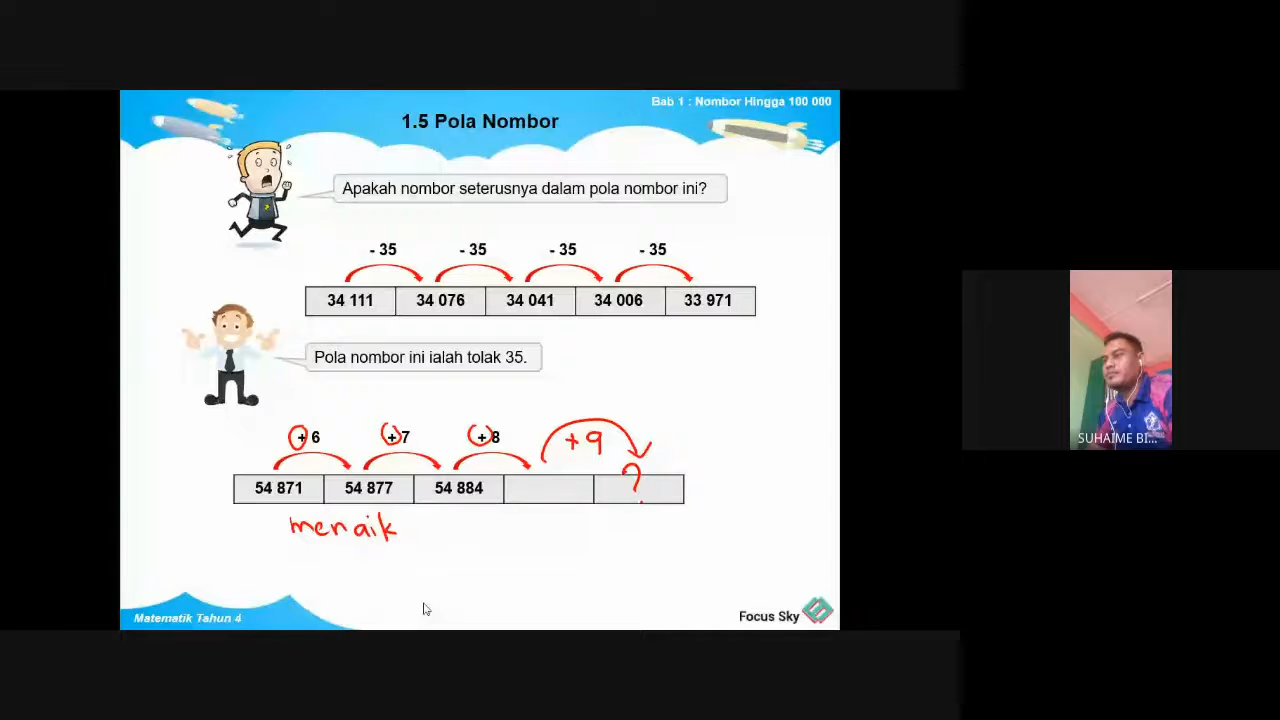 Bab 1 : Nombor Hingga 100 000
1.5 Pola Nombor
Apakah nombor seterusnya dalam pola nombor ini?
- 35 - 35 - 35 - 35
34 111 34 076 34 041 34 006 33 971
Pola nombor ini ialah tolak 35.
+ 6 + 7 + 8 + 9
54 871 54 877 54 884 ?
menaik
Matematik Tahun 4
Focus Sky
SUHAIME BI...